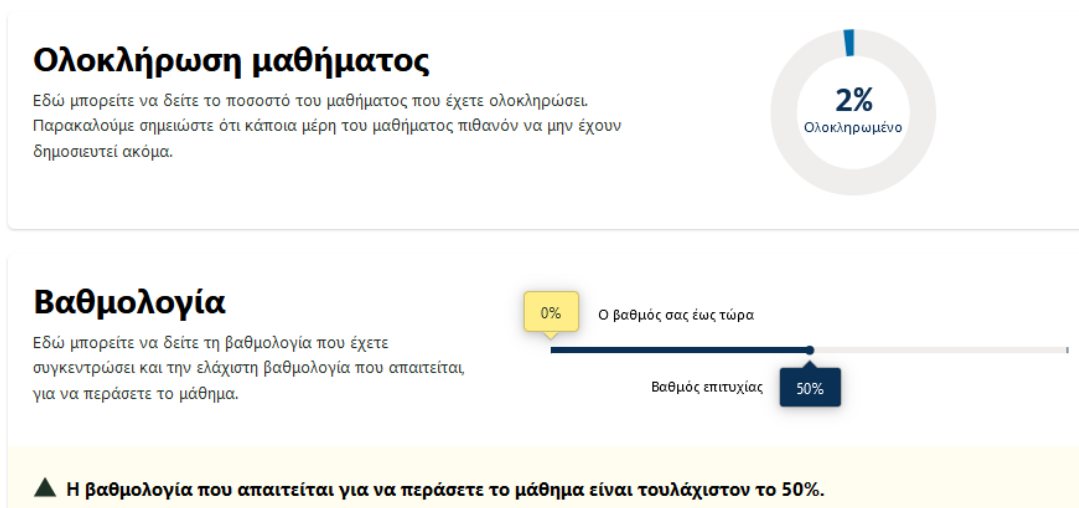 Ολοκλήρωση μαθήματος
Εδώ μπορείτε να δείτε το ποσοστό του μαθήματος που έχετε ολοκληρώσει.
Παρακαλούμε σημειώστε ότι κάποια μέρη του μαθήματος πιθανόν να μην έχουν
δημοσιευτεί ακόμα.
2%
Ολοκληρωμένο
Βαθμολογία
Εδώ μπορείτε να δείτε τη βαθμολογία που έχετε
συγκεντρώσει και την ελάχιστη βαθμολογία που απαιτείται,
για να περάσετε το μάθημα.
0%
Ο βαθμός σας έως τώρα
Βαθμός επιτυχίας
50%
Η βαθμολογία που απαιτείται για να περάσετε το μάθημα είναι τουλάχιστον το 50%.